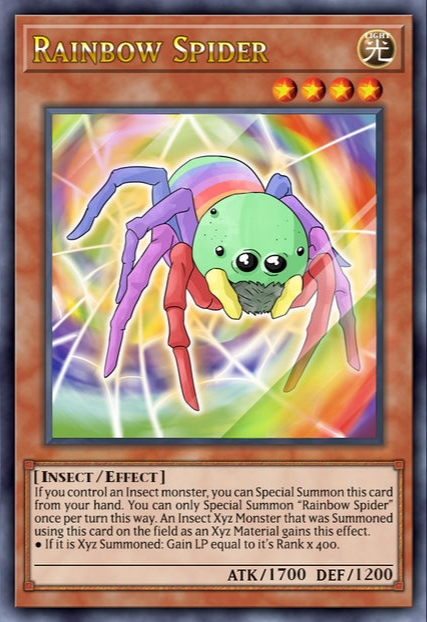 Rainbow Spider
LIGHT
光
[Insect/Effect]
If you control an Insect monster, you can Special Summon this card
from your hand. You can only Special Summon “Rainbow Spider”
once per turn this way. An Insect Xyz Monster that was Summoned
using this card on the field as an Xyz Material gains this effect.
● If it is Xyz Summoned: Gain LP equal to it's Rank x 400.
ATK/1700 DEF/1200